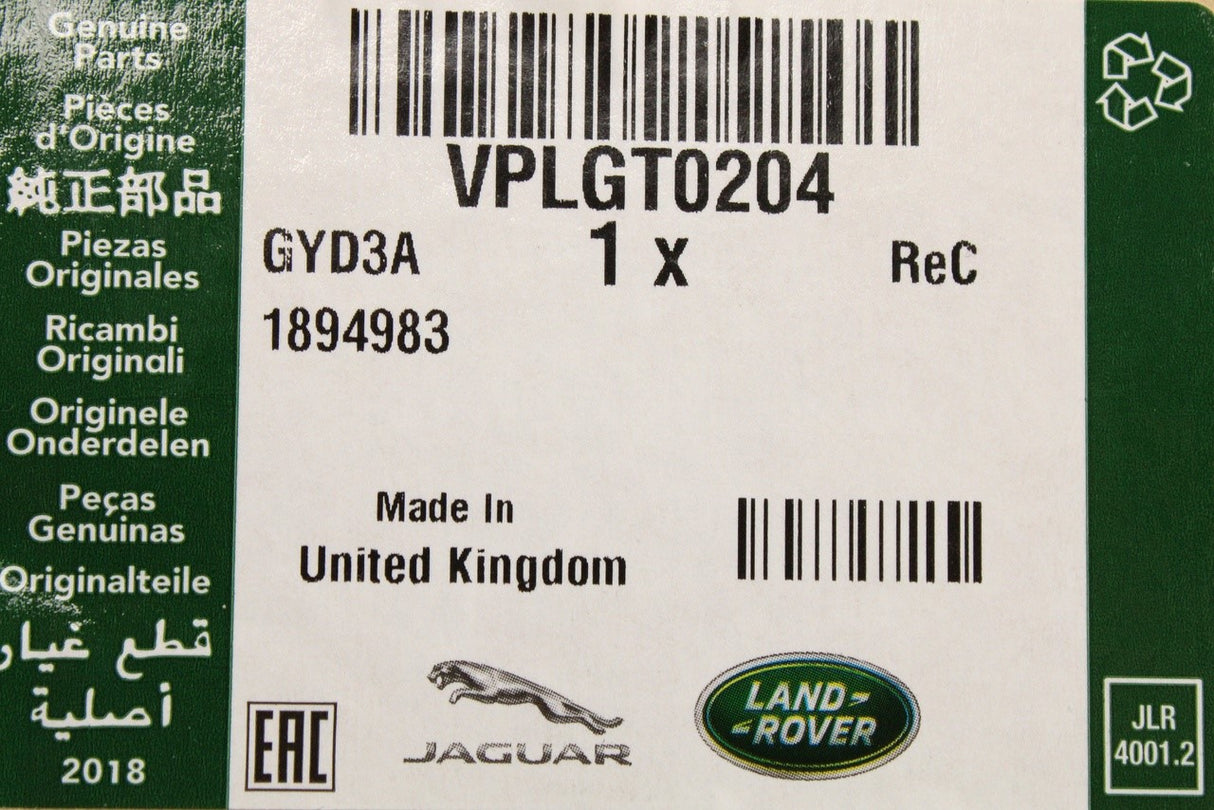 Genuine
Parts
Pièces
d'Origine
純正部品
Piezas
Originales
Ricambi
Originali
Originele
Onderdelen
Peças
Genuinas
Originalteile
قطع غيار
أصلية
2018
VPLGT0204
GYD3A
1 x
ReC
1894983
Made In
United Kingdom
EAC
JAGUAR
LAND
ROVER
JLR
4001.2